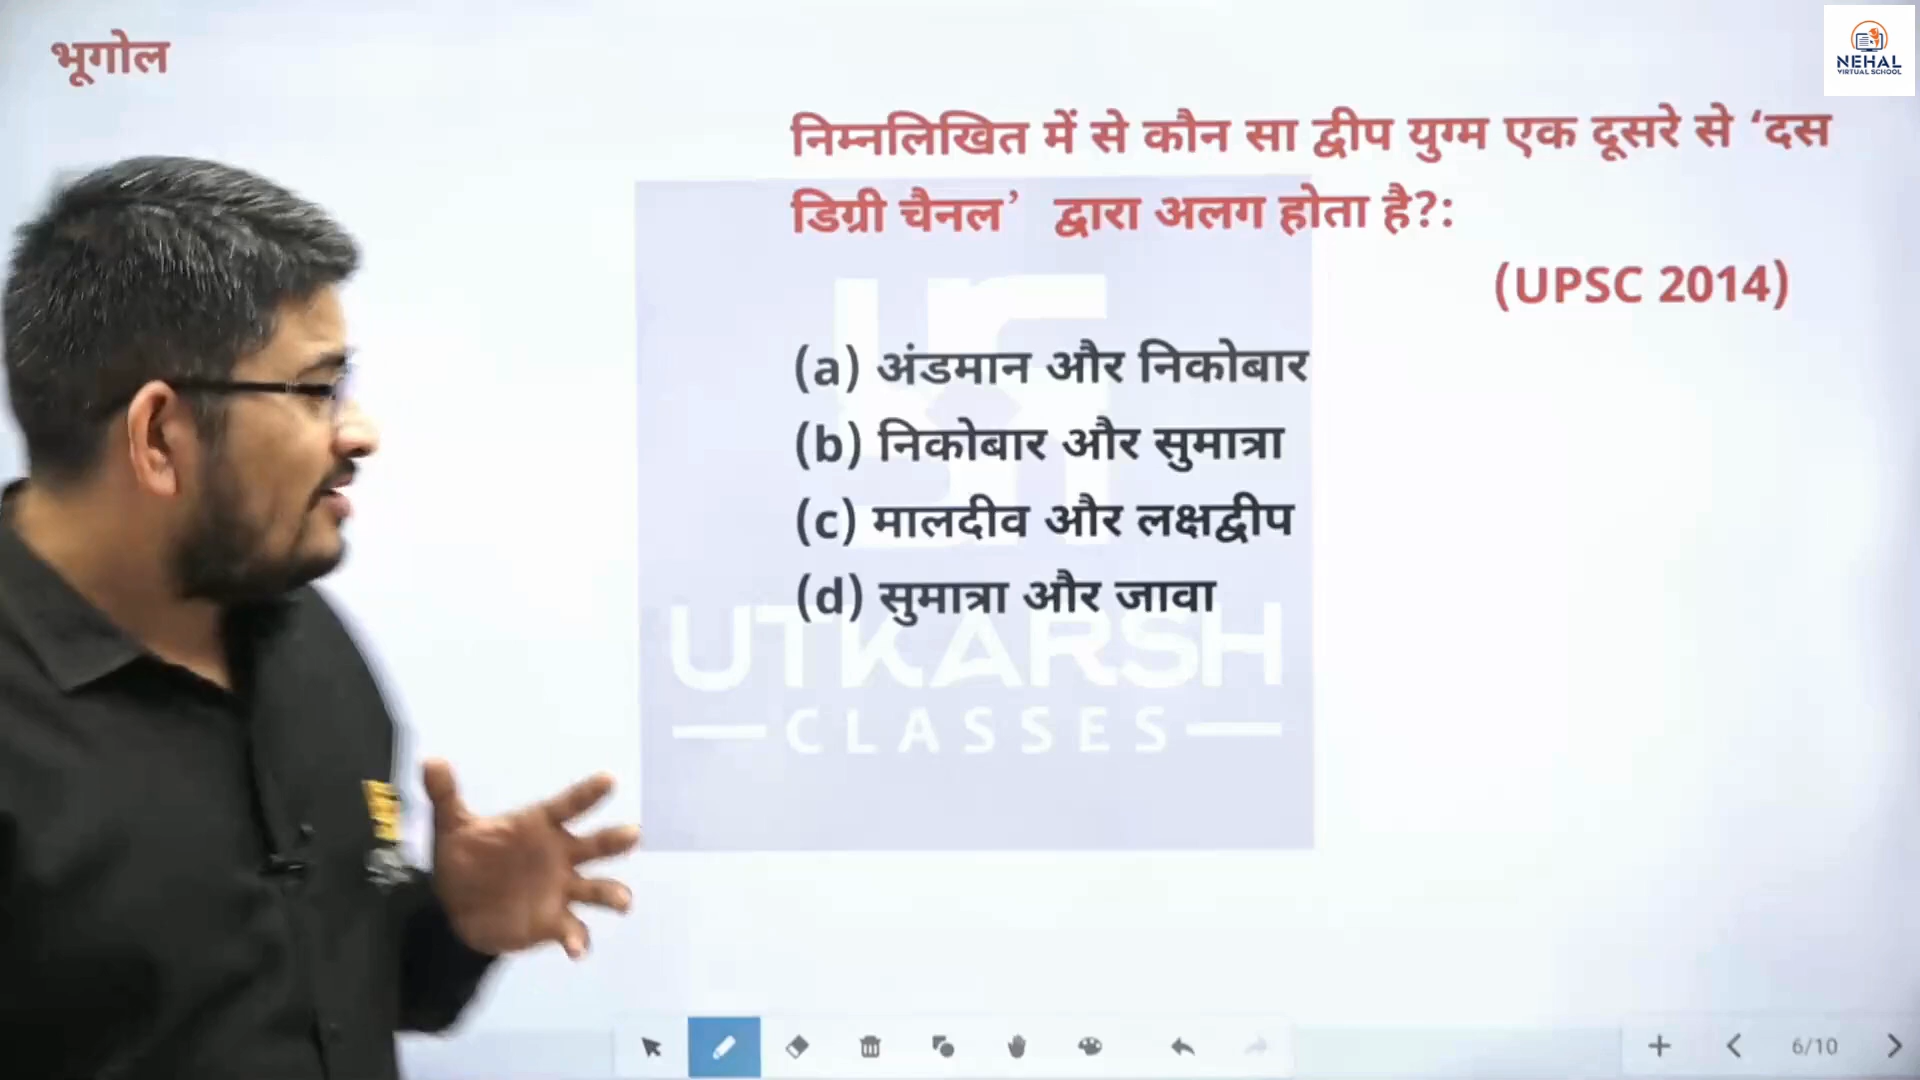 भूगोल
NEHAL
VIRTUAL SCHOOL
निम्नलिखित में से कौन सा द्वीप युग्म एक दूसरे से ‘दस
डिग्री चैनल’ द्वारा अलग होता है?:
(UPSC 2014)
(a) अंडमान और निकोबार
(b) निकोबार और सुमात्रा
(c) मालदीव और लक्षद्वीप
(d) सुमात्रा और जावा
UTKARSH
CLASSES
6/10